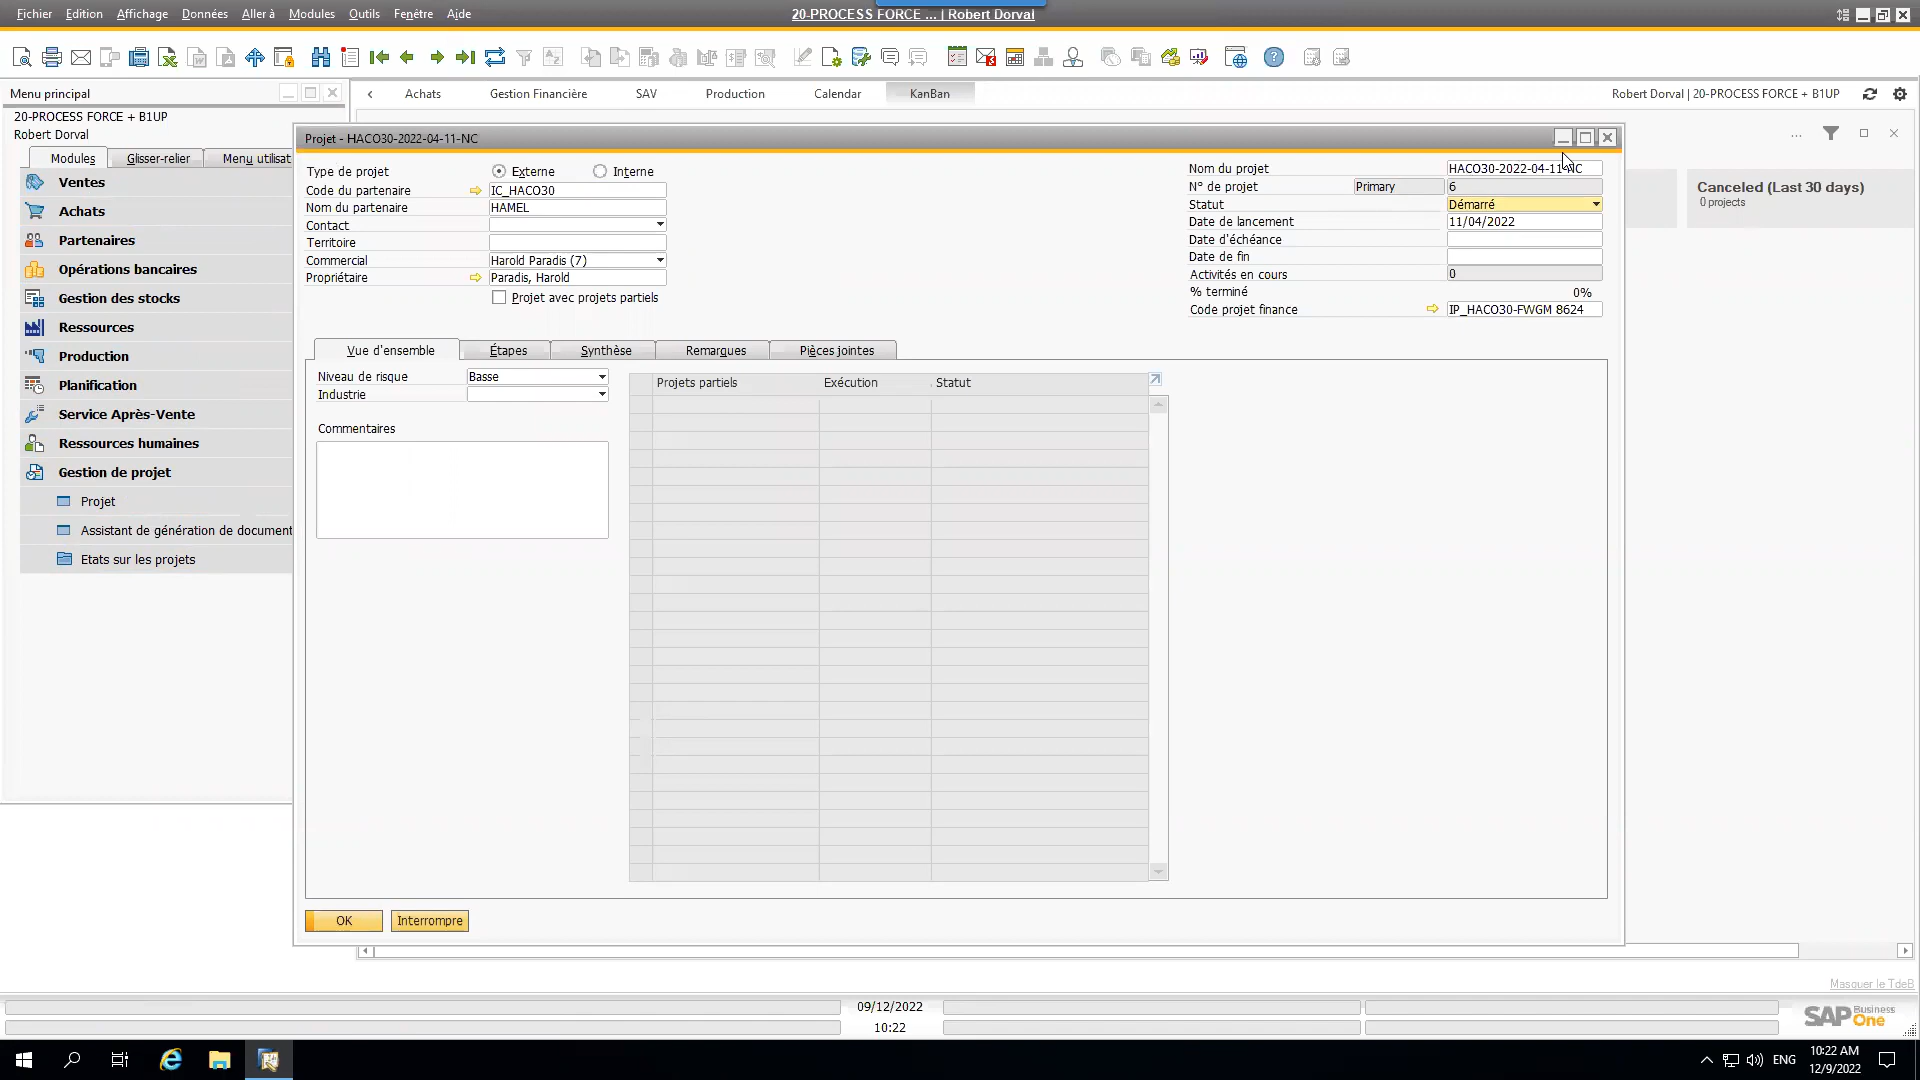 Fichier Edition Affichage Données Aller à Modules Outils Fenêtre Aide
20-PROCESS FORCE ... | Robert Dorval
Menu principal
Achats Gestion Financière SAV Production Calendar KanBan
Robert Dorval | 20-PROCESS FORCE + B1UP
20-PROCESS FORCE + B1UP
Robert Dorval
Modules Glisser-relier Menu utilisat
Ventes
Achats
Partenaires
Opérations bancaires
Gestion des stocks
Ressources
Production
Planification
Service Après-Vente
Ressources humaines
Gestion de projet
Projet
Assistant de génération de document
Etats sur les projets
Projet - HACO30-2022-04-11-NC
Type de projet Externe Interne
Code du partenaire IC_HACO30
Nom du partenaire HAMEL
Contact
Territoire
Commercial Harold Paradis (7)
Propriétaire Paradis, Harold
Projet avec projets partiels
Nom du projet HACO30-2022-04-11-NC
N° de projet Primary 6
Statut Démarré
Date de lancement 11/04/2022
Date d'échéance
Date de fin
Activités en cours 0
% terminé 0%
Code projet finance IP_HACO30-FWGM 8624
Canceled (Last 30 days)
0 projects
Vue d'ensemble Étapes Synthèse Remarques Pièces jointes
Niveau de risque Basse
Industrie
Commentaires
Projets partiels Exécution Statut
OK Interrompre
Masquer le TdeB
09/12/2022
10:22
SAP Business One
ENG
10:22 AM
12/9/2022